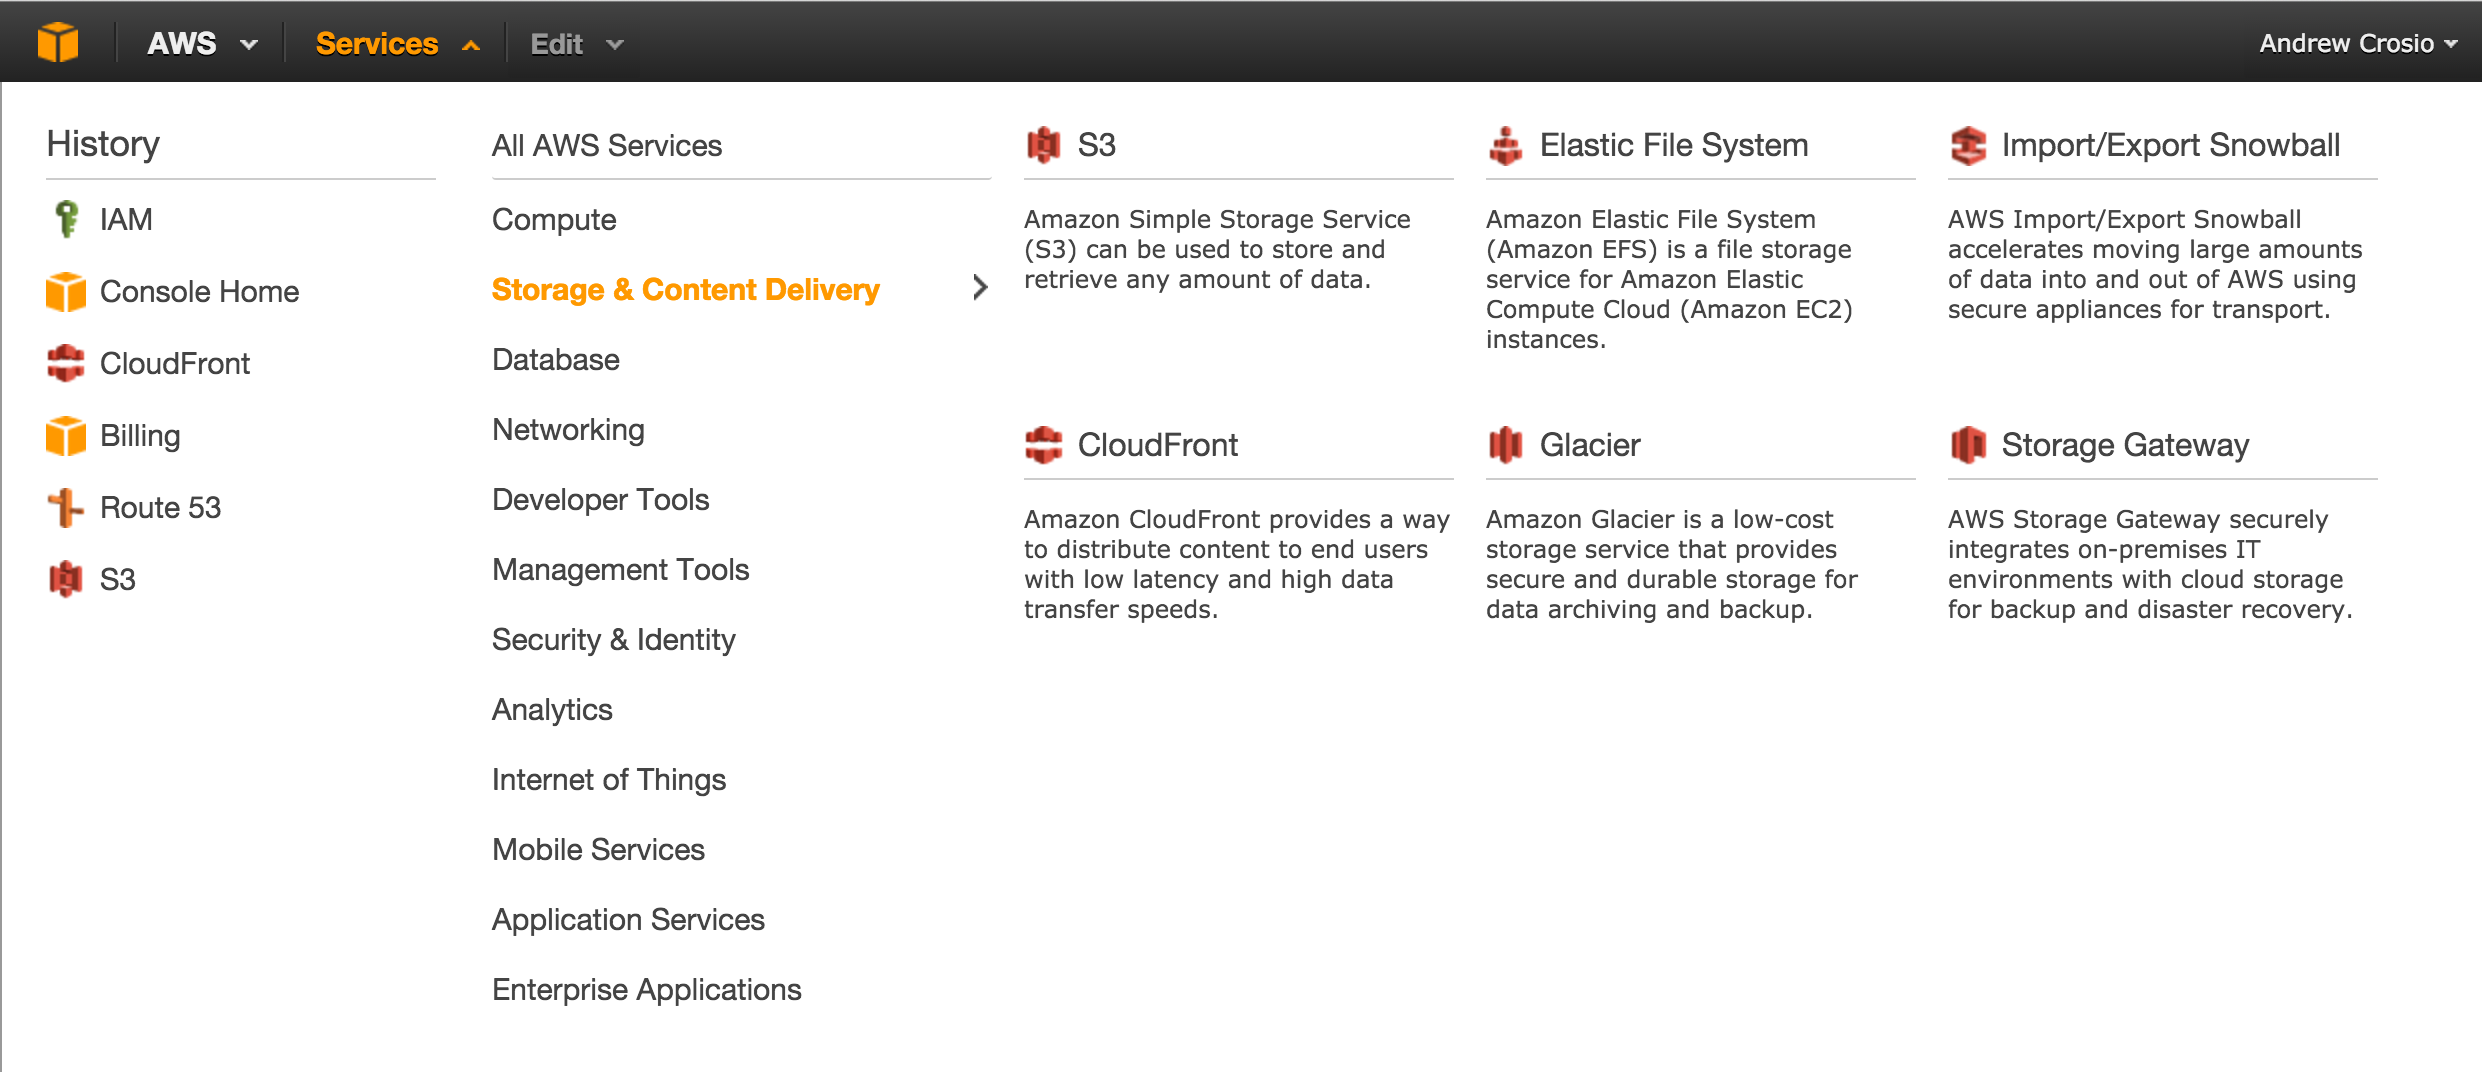 AWS Services Edit Andrew Crosio
History
IAM
Console Home
CloudFront
Billing
Route 53
S3
All AWS Services
Compute
Storage & Content Delivery
Database
Networking
Developer Tools
Management Tools
Security & Identity
Analytics
Internet of Things
Mobile Services
Application Services
Enterprise Applications
S3
Amazon Simple Storage Service
(S3) can be used to store and
retrieve any amount of data.
Elastic File System
Amazon Elastic File System
(Amazon EFS) is a file storage
service for Amazon Elastic
Compute Cloud (Amazon EC2)
instances.
Import/Export Snowball
AWS Import/Export Snowball
accelerates moving large amounts
of data into and out of AWS using
secure appliances for transport.
CloudFront
Amazon CloudFront provides a way
to distribute content to end users
with low latency and high data
transfer speeds.
Glacier
Amazon Glacier is a low-cost
storage service that provides
secure and durable storage for
data archiving and backup.
Storage Gateway
AWS Storage Gateway securely
integrates on-premises IT
environments with cloud storage
for backup and disaster recovery.